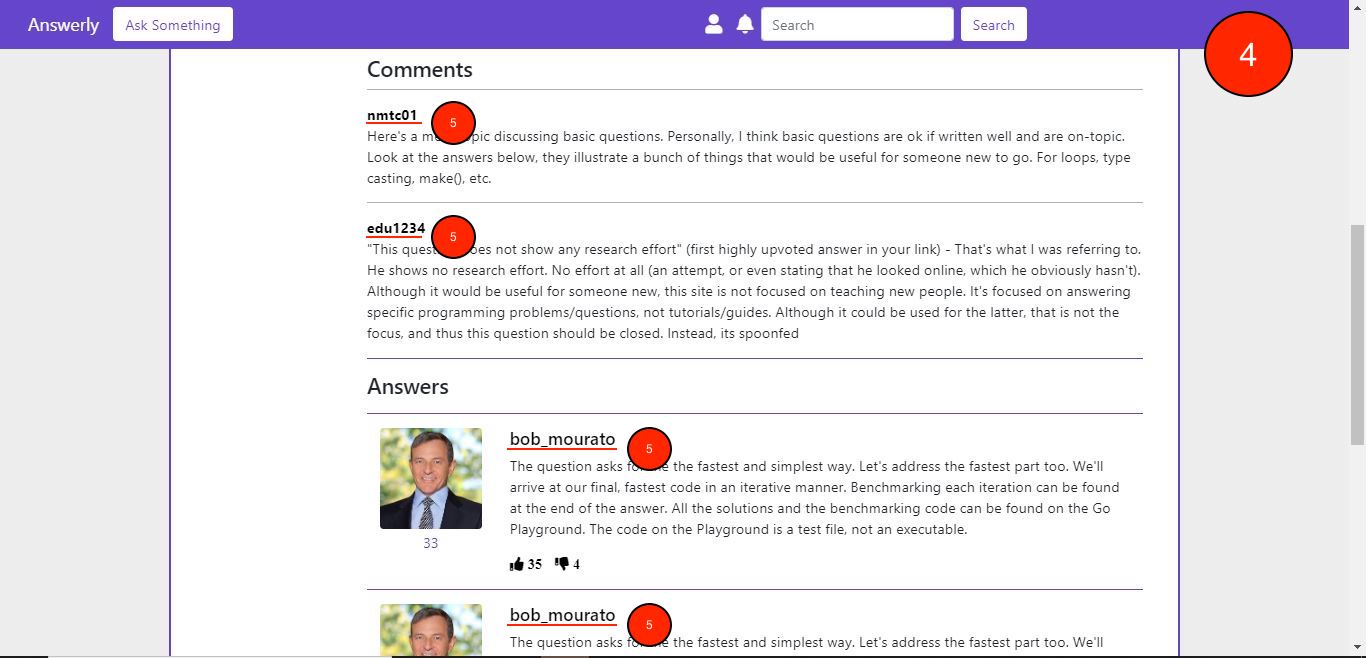 Answerly Ask Something Search Search
4
Comments
nmtc01 5
Here's a me pic discussing basic questions. Personally, I think basic questions are ok if written well and are on-topic.
Look at the answers below, they illustrate a bunch of things that would be useful for someone new to go. For loops, type
casting, make(), etc.
edu1234 5
"This quest oes not show any research effort" (first highly upvoted answer in your link) - That's what I was referring to.
He shows no research effort. No effort at all (an attempt, or even stating that he looked online, which he obviously hasn't).
Although it would be useful for someone new, this site is not focused on teaching new people. It's focused on answering
specific programming problems/questions, not tutorials/guides. Although it could be used for the latter, that is not the
focus, and thus this question should be closed. Instead, its spoonfed
Answers
bob_mourato 5
The question asks fo e the fastest and simplest way. Let's address the fastest part too. We'll
arrive at our final, fastest code in an iterative manner. Benchmarking each iteration can be found
at the end of the answer. All the solutions and the benchmarking code can be found on the Go
Playground. The code on the Playground is a test file, not an executable.
33
35 4
bob_mourato 5
The question asks fo e the fastest and simplest way. Let's address the fastest part too. We'll